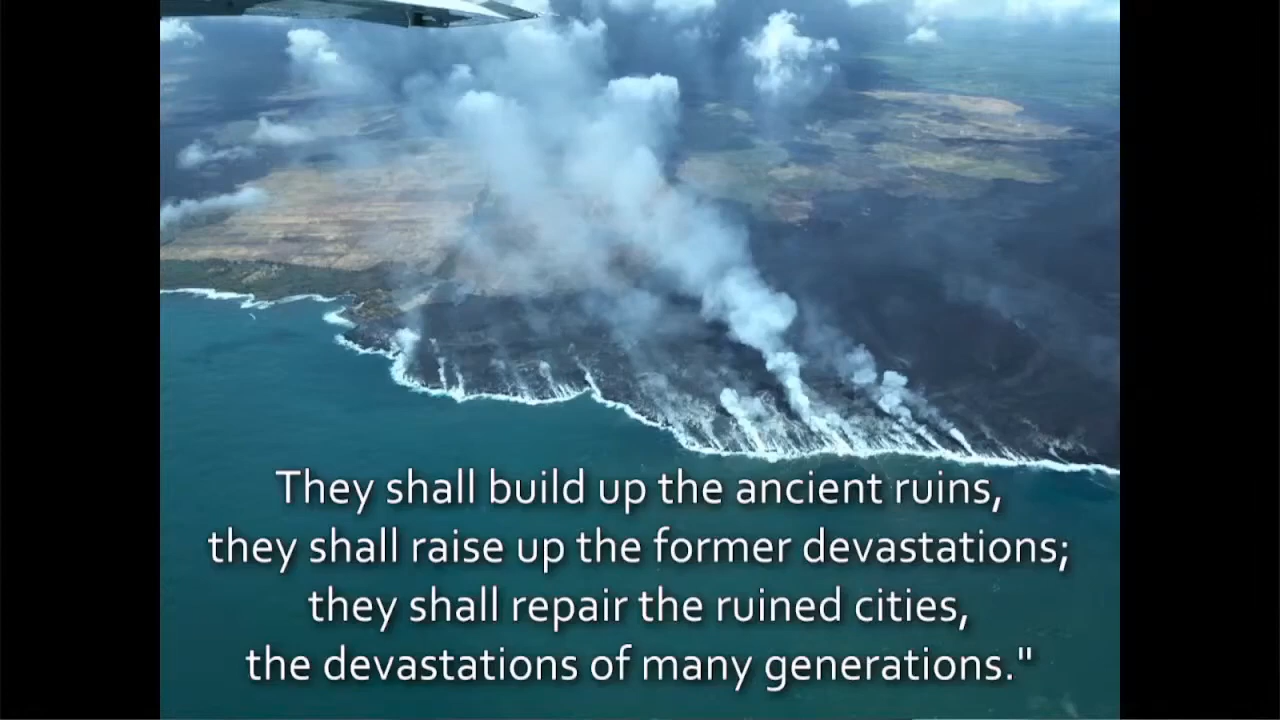 They shall build up the ancient ruins,
they shall raise up the former devastations;
they shall repair the ruined cities,
the devastations of many generations."